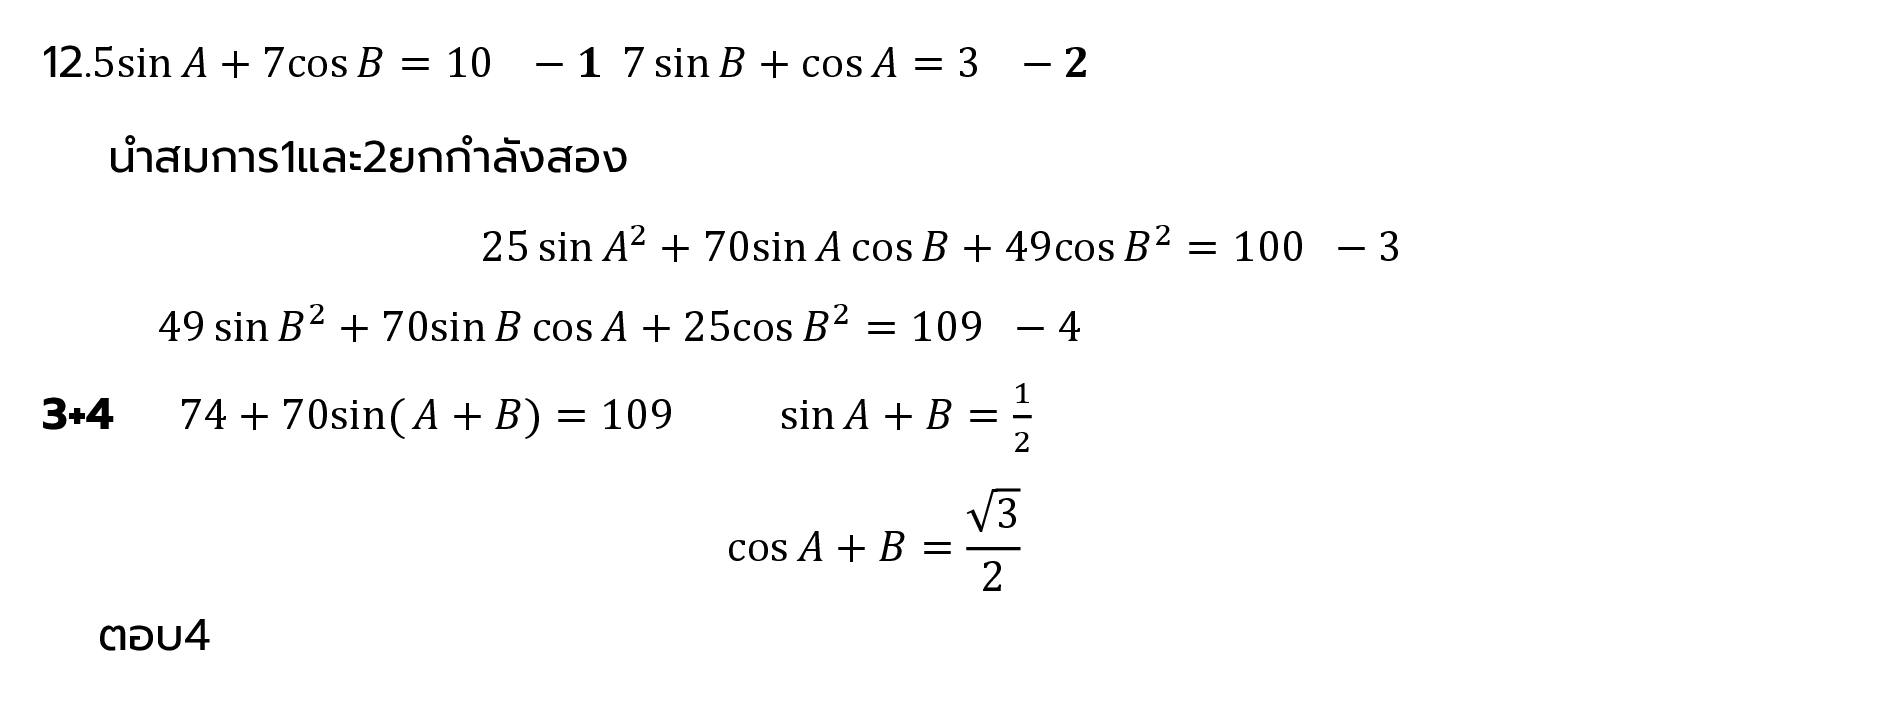 12.5sin A + 7cos B = 10 − 1 7 sin B + cos A = 3 − 2
นำสมการ1และ2ยกกำลังสอง
25 sin A² + 70sin A cos B + 49cos B² = 100 − 3
49 sin B² + 70sin B cos A + 25cos B² = 109 − 4
3+4 74 + 70sin( A + B) = 109 sin A + B = 1/2
cos A + B = √3/2
ตอบ4